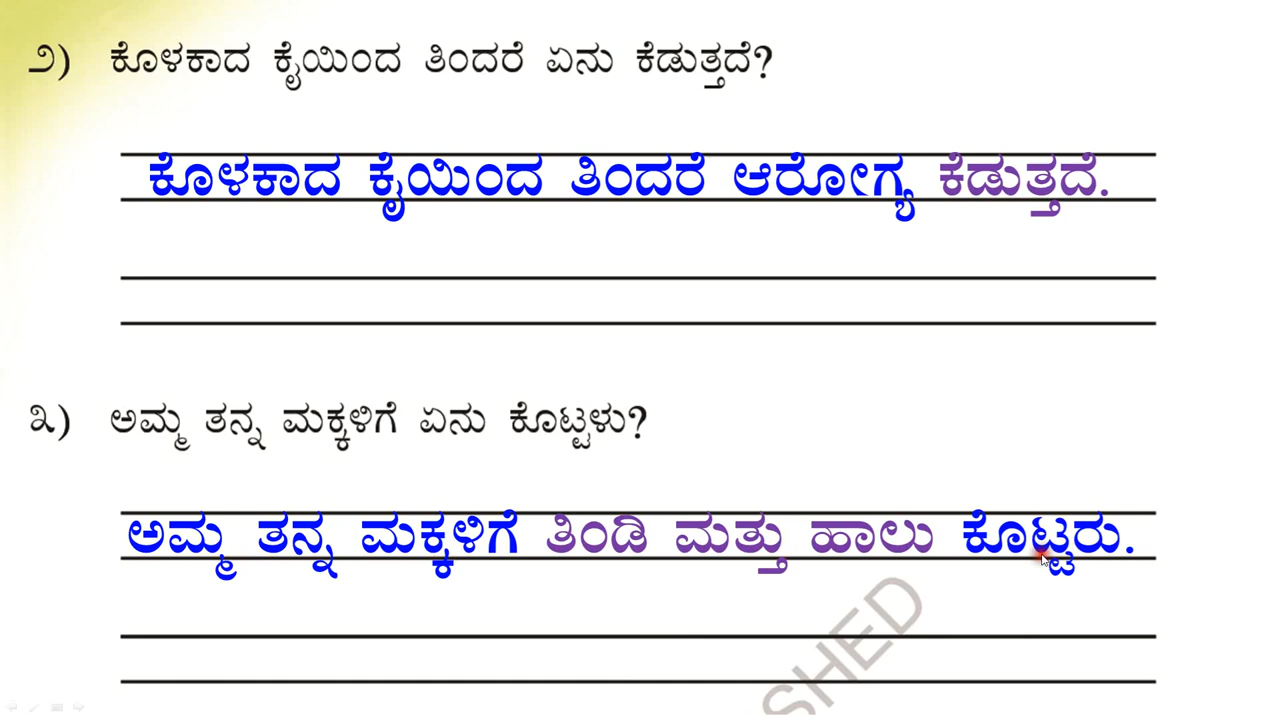 ೨) ಕೊಳಕಾದ ಕೈಯಿಂದ ತಿಂದರೆ ಏನು ಕೆಡುತ್ತದೆ?
ಕೊಳಕಾದ ಕೈಯಿಂದ ತಿಂದರೆ ಆರೋಗ್ಯ ಕೆಡುತ್ತದೆ.
೩) ಅಮ್ಮ ತನ್ನ ಮಕ್ಕಳಿಗೆ ಏನು ಕೊಟ್ಟಳು?
ಅಮ್ಮ ತನ್ನ ಮಕ್ಕಳಿಗೆ ತಿಂಡಿ ಮತ್ತು ಹಾಲು ಕೊಟ್ಟರು.
SHED